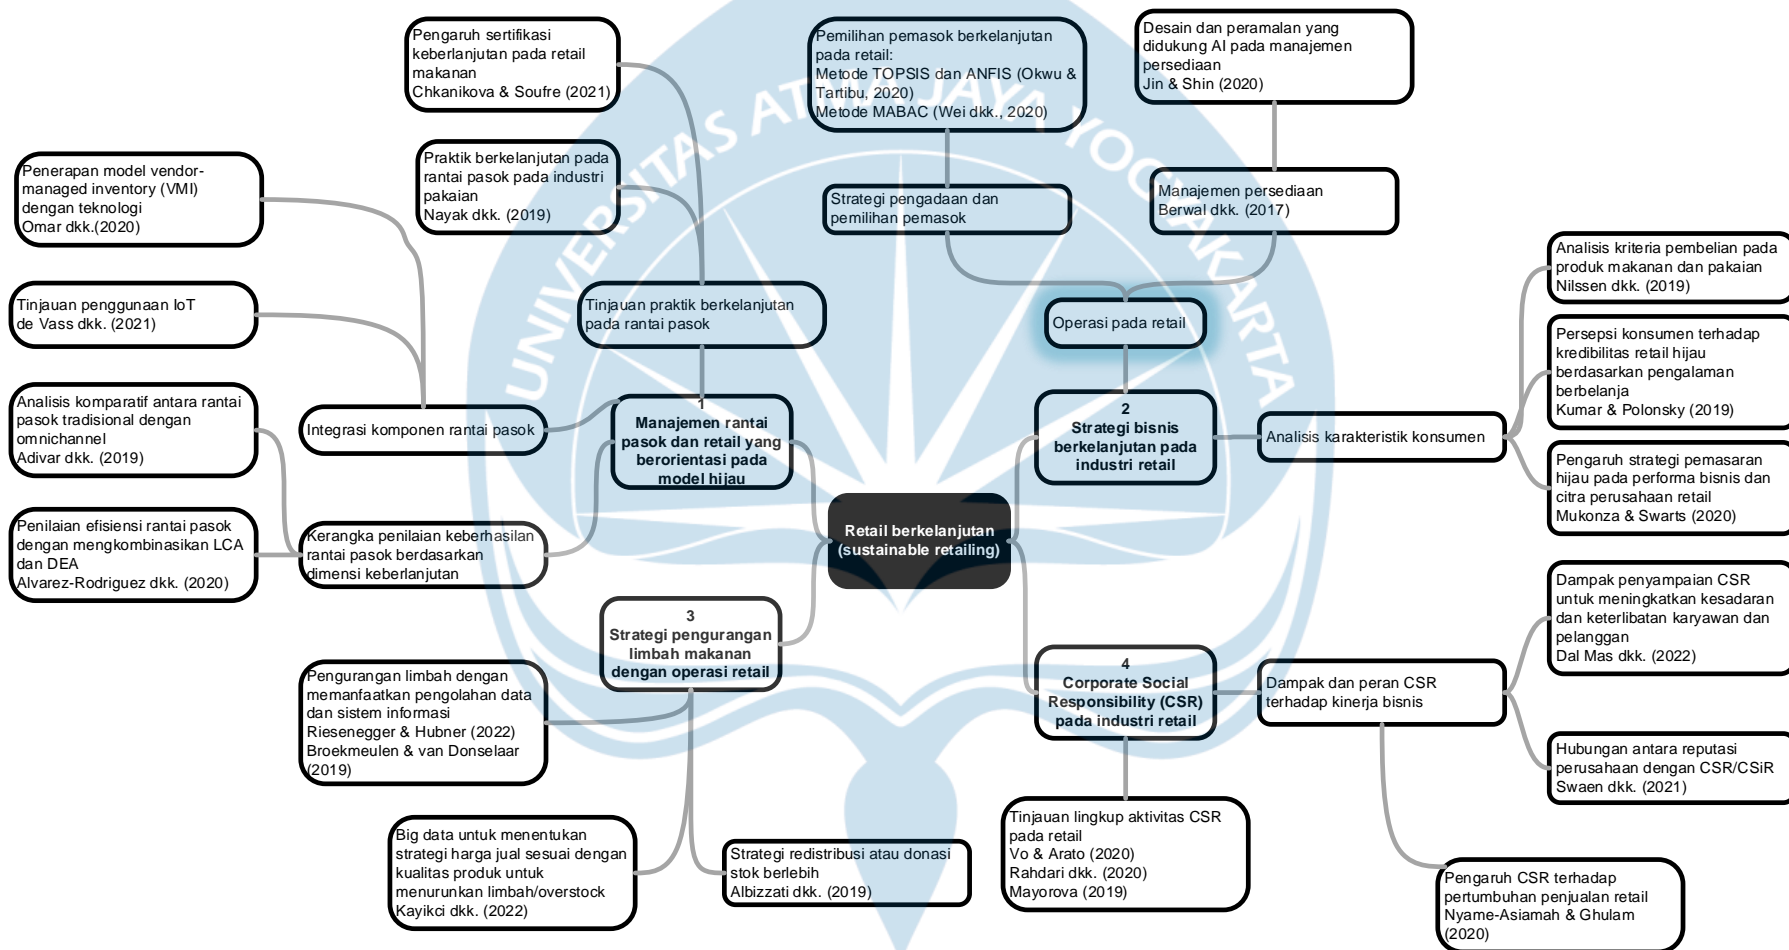 Pengaruh sertifikasi
keberlanjutan pada retail
makanan
Chkanikova & Soufre (2021)
Pemilihan pemasok berkelanjutan
pada retail:
Metode TOPSIS dan ANFIS (Okwu &
Tartibu, 2020)
Metode MABAC (Wei dkk., 2020)
Desain dan peramalan yang
didukung AI pada manajemen
persediaan
Jin & Shin (2020)
UNIVERSITAS ATMA JAYA YOGYAKARTA
Penerapan model vendor-
managed inventory (VMI)
dengan teknologi
Omar dkk.(2020)
Praktik berkelanjutan pada
rantai pasok pada industri
pakaian
Nayak dkk. (2019)
Strategi pengadaan dan
pemilihan pemasok
Manajemen persediaan
Berwal dkk. (2017)
Analisis kriteria pembelian pada
produk makanan dan pakaian
Nilssen dkk. (2019)
Tinjauan penggunaan IoT
de Vass dkk. (2021)
Tinjauan praktik berkelanjutan
pada rantai pasok
Operasi pada retail
Persepsi konsumen terhadap
kredibilitas retail hijau
berdasarkan pengalaman
berbelanja
Kumar & Polonsky (2019)
Analisis komparatif antara rantai
pasok tradisional dengan
omnichannel
Adivar dkk. (2019)
Integrasi komponen rantai pasok
1
Manajemen rantai
pasok dan retail yang
berorientasi pada
model hijau
2
Strategi bisnis
berkelanjutan pada
industri retail
Analisis karakteristik konsumen
Pengaruh strategi pemasaran
hijau pada performa bisnis dan
citra perusahaan retail
Mukonza & Swarts (2020)
Penilaian efisiensi rantai pasok
dengan mengkombinasikan LCA
dan DEA
Alvarez-Rodriguez dkk. (2020)
Kerangka penilaian keberhasilan
rantai pasok berdasarkan
dimensi keberlanjutan
Retail berkelanjutan
(sustainable retailing)
Dampak penyampaian CSR
untuk meningkatkan kesadaran
dan keterlibatan karyawan dan
pelanggan
Dal Mas dkk. (2022)
3
Strategi pengurangan
limbah makanan
dengan operasi retail
4
Corporate Social
Responsibility (CSR)
pada industri retail
Dampak dan peran CSR
terhadap kinerja bisnis
Pengurangan limbah dengan
memanfaatkan pengolahan data
dan sistem informasi
Riesenegger & Hubner (2022)
Broekmeulen & van Donselaar
(2019)
Hubungan antara reputasi
perusahaan dengan CSR/CSiR
Swaen dkk. (2021)
Big data untuk menentukan
strategi harga jual sesuai dengan
kualitas produk untuk
menurunkan limbah/overstock
Kayikci dkk. (2022)
Strategi redistribusi atau donasi
stok berlebih
Albizzati dkk. (2019)
Tinjauan lingkup aktivitas CSR
pada retail
Vo & Arato (2020)
Rahdari dkk. (2020)
Mayorova (2019)
Pengaruh CSR terhadap
pertumbuhan penjualan retail
Nyame-Asiamah & Ghulam
(2020)